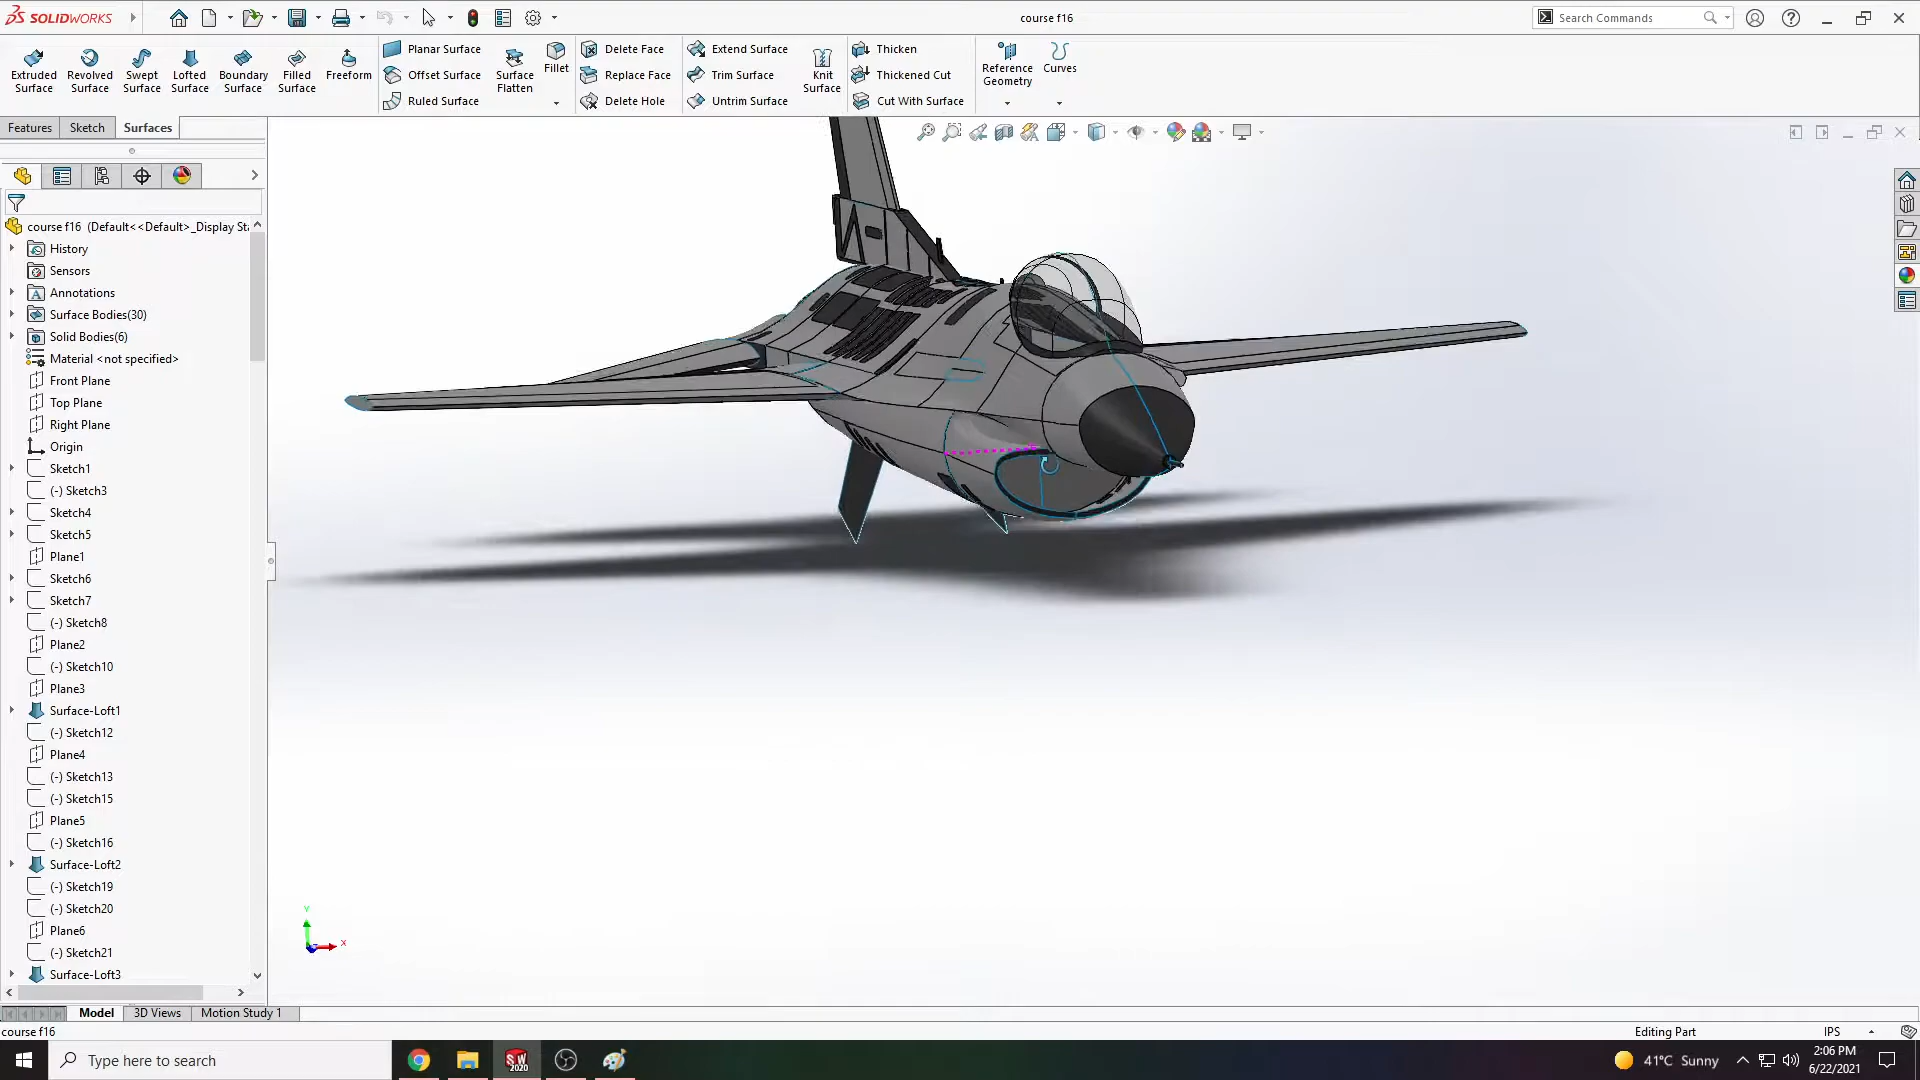 SOLIDWORKS
course f16
Search Commands
Extruded Surface
Revolved Surface
Swept Surface
Lofted Surface
Boundary Surface
Filled Surface
Freeform
Planar Surface
Offset Surface
Ruled Surface
Surface Flatten
Fillet
Delete Face
Replace Face
Delete Hole
Extend Surface
Trim Surface
Untrim Surface
Knit Surface
Thicken
Thickened Cut
Cut With Surface
Reference Geometry
Curves
Features
Sketch
Surfaces
course f16 (Default<<Default>_Display Sta
History
Sensors
Annotations
Surface Bodies(30)
Solid Bodies(6)
Material <not specified>
Front Plane
Top Plane
Right Plane
Origin
Sketch1
(-) Sketch3
Sketch4
Sketch5
Plane1
Sketch6
Sketch7
(-) Sketch8
Plane2
(-) Sketch10
Plane3
Surface-Loft1
(-) Sketch12
Plane4
(-) Sketch13
(-) Sketch15
Plane5
(-) Sketch16
Surface-Loft2
(-) Sketch19
(-) Sketch20
Plane6
(-) Sketch21
Surface-Loft3
Y
X
Model
3D Views
Motion Study 1
course f16
Editing Part
IPS
Type here to search
SW 2020
41°C Sunny
2:06 PM
6/22/2021